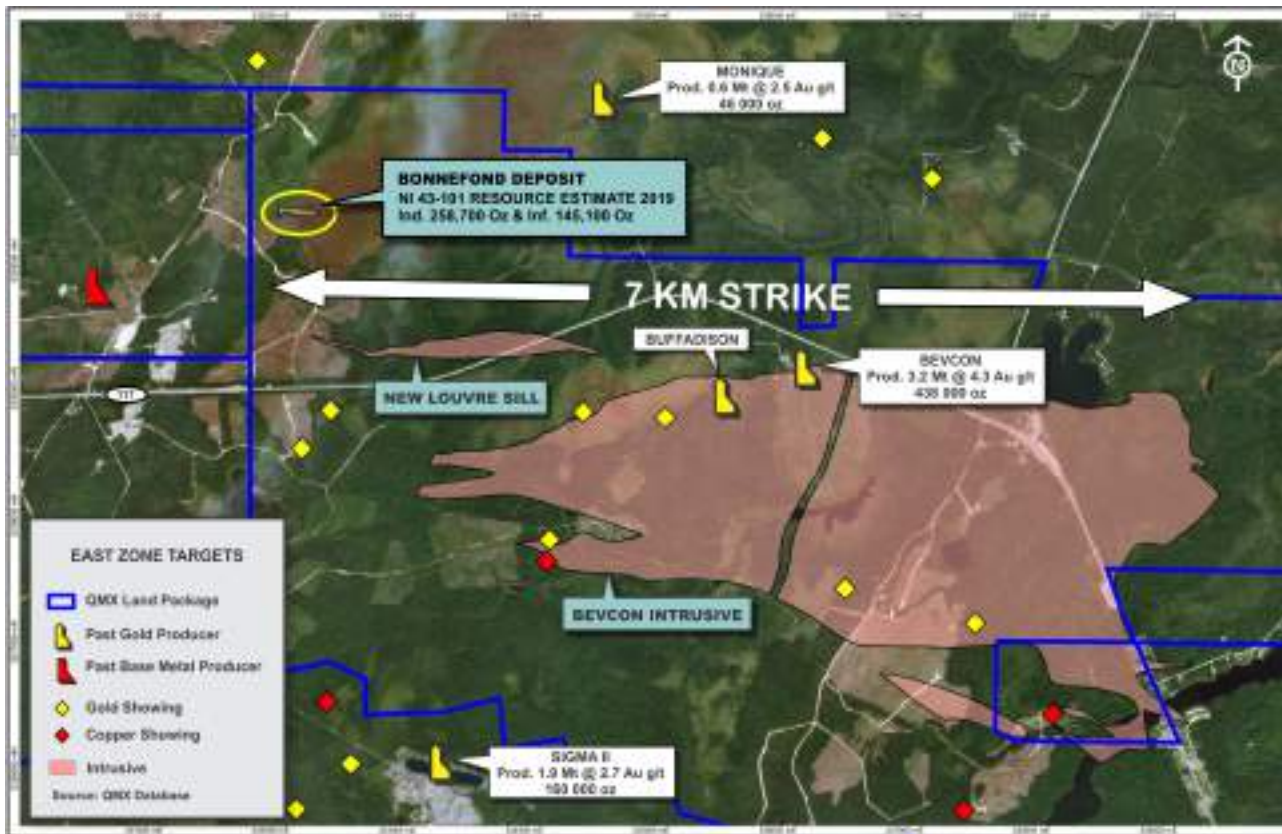 N
MONIQUE
Prod. 0.6 Mt @ 2.5 Au g/t
46 000 oz
BONNEFOND DEPOSIT
NI 43-101 RESOURCE ESTIMATE 2019
Ind. 258,700 Oz & Inf. 145,100 Oz
7 KM STRIKE
BUFFADISON
BEVCON
Prod. 3.2 Mt @ 4.3 Au g/t
438 000 oz
117
NEW LOUVRE SILL
BEVCON INTRUSIVE
EAST ZONE TARGETS
QMX Land Package
Past Gold Producer
Past Base Metal Producer
Gold Showing
Copper Showing
Intrusive
Source: QMX Database
SIGMA II
Prod. 1.9 Mt @ 2.7 Au g/t
160 000 oz